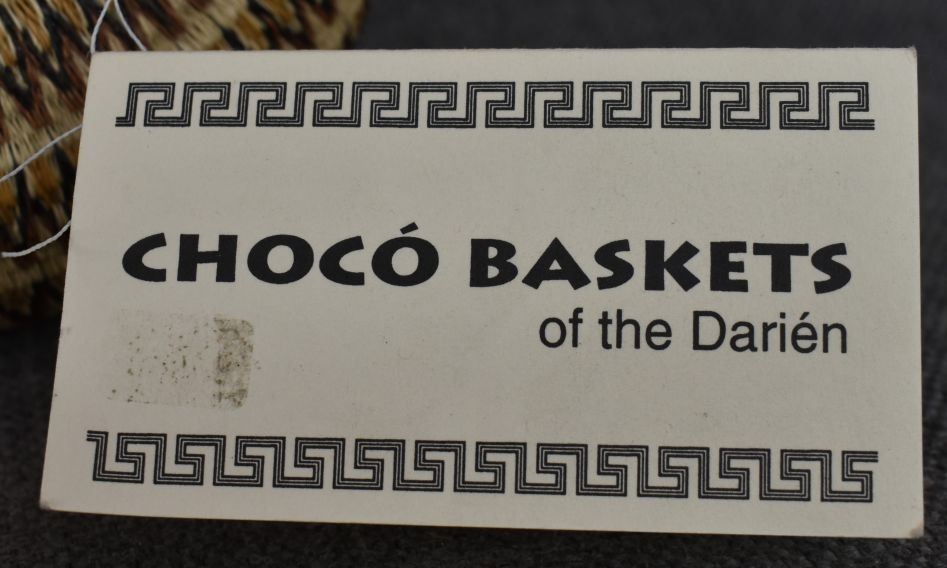 CHOCÓ BASKETS
of the Darién